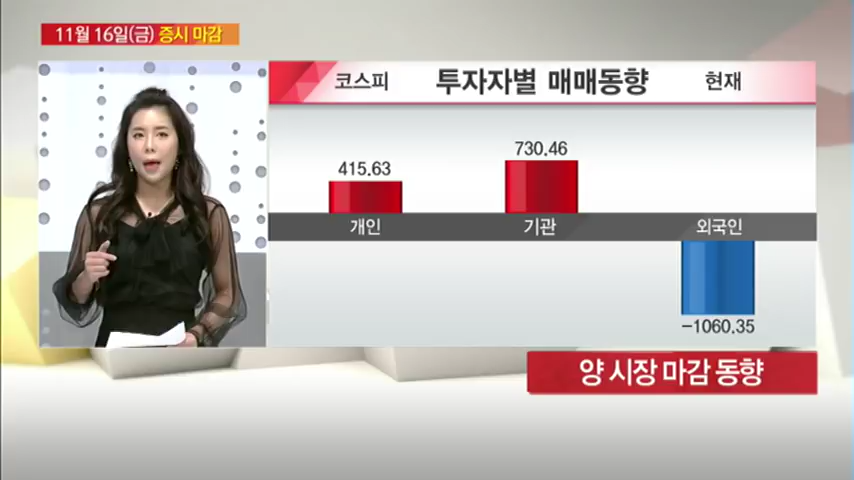 11월 16일(금) 증시 마감
코스피 투자자별 매매동향 현재
415.63
730.46
개인 기관 외국인
-1060.35
양 시장 마감 동향